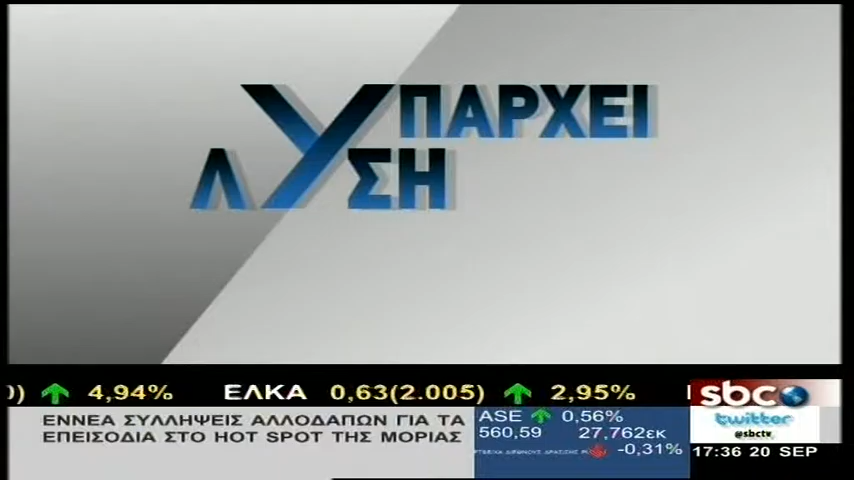 ΥΠΑΡΧΕΙ
ΛΥΣΗ
0) 4,94% ΕΛΚΑ 0,63(2.005) 2,95%
sbc
ΕΝΝΕΑ ΣΥΛΛΗΨΕΙΣ ΑΛΛΟΔΑΠΩΝ ΓΙΑ ΤΑ
ΕΠΕΙΣΟΔΙΑ ΣΤΟ HOT SPOT ΤΗΣ ΜΟΡΙΑΣ
ASE 0,56%
560,59 27,762εκ
-0,31%
twitter
@sbctv
17:36 20 SEP